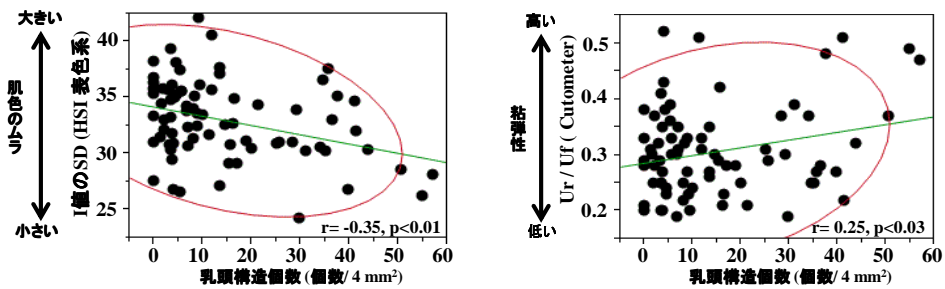 大きい
肌色のムラ
小さい
I値のSD (HSI 表色系)
40
35
30
25
r= -0.35, p<0.01
0 10 20 30 40 50 60
乳頭構造個数 (個数/ 4 mm²)
高い
粘弾性
低い
Ur / Uf ( Cutometer)
0.5
0.4
0.3
0.2
r= 0.25, p<0.03
0 10 20 30 40 50 60
乳頭構造個数 (個数/ 4 mm²)